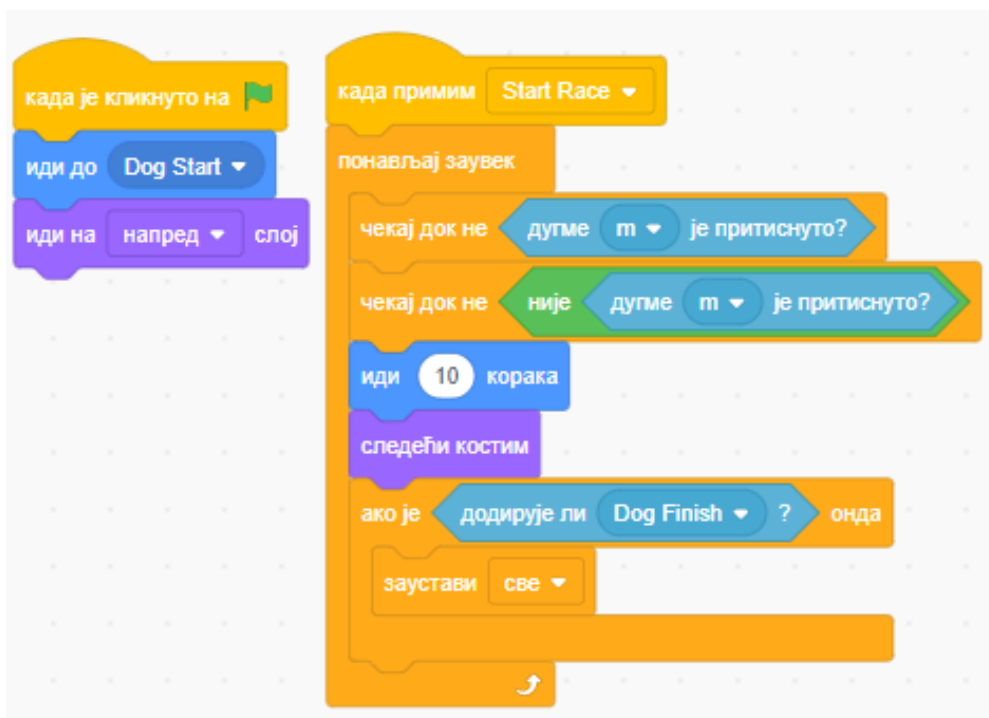 када је кликнуто на
иди до Dog Start
иди на напред слој
када примим Start Race
понављај заувек
чекај док не дугме m је притиснуто?
чекај док не није дугме m је притиснуто?
иди 10 корака
следећи костим
ако је додирује ли Dog Finish ? онда
заустави све